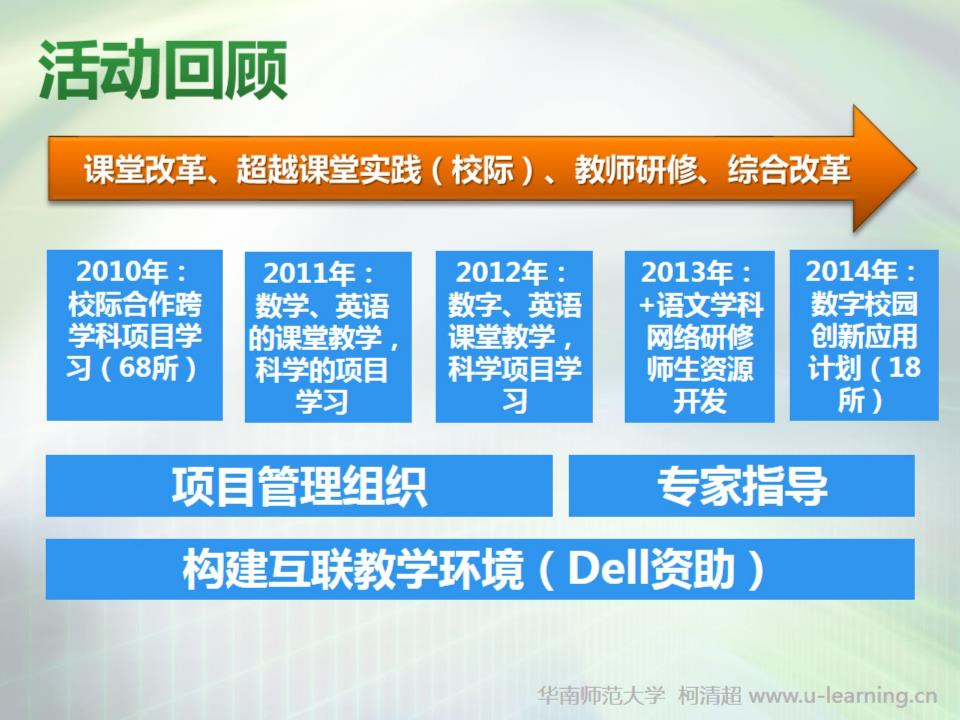 活动回顾
课堂改革、超越课堂实践（校际）、教师研修、综合改革
2010年：
校际合作跨
学科项目学
习（68所）
2011年：
数学、英语
的课堂教学，
科学的项目
学习
2012年：
数字、英语
课堂教学，
科学项目学
习
2013年：
+语文学科
网络研修
师生资源
开发
2014年：
数字校园
创新应用
计划（18
所）
项目管理组织
专家指导
构建互联教学环境（Dell资助）
华南师范大学 柯清超 www.u-learning.cn